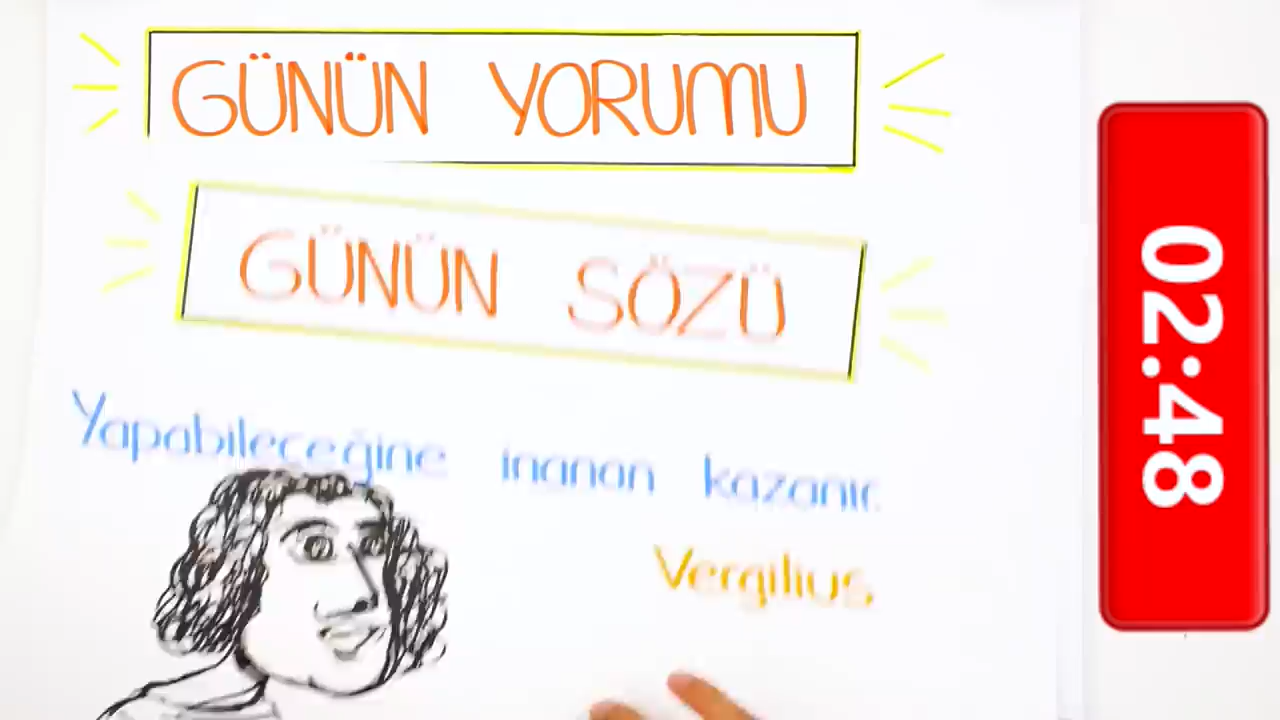 GÜNÜN YORUMU
GÜNÜN SÖZÜ
Yapabileceğine inanan kazanır
Vergilius
02:48